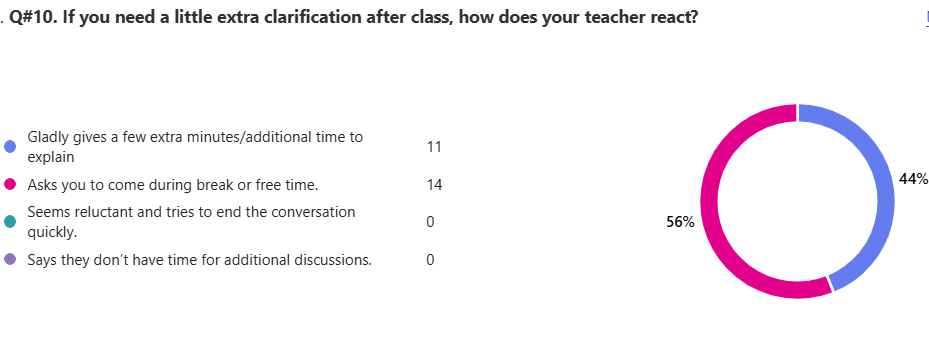 . Q#10. If you need a little extra clarification after class, how does your teacher react?
Gladly gives a few extra minutes/additional time to
explain
11
Asks you to come during break or free time.
14
Seems reluctant and tries to end the conversation
quickly.
0
Says they don’t have time for additional discussions.
0
44%
56%